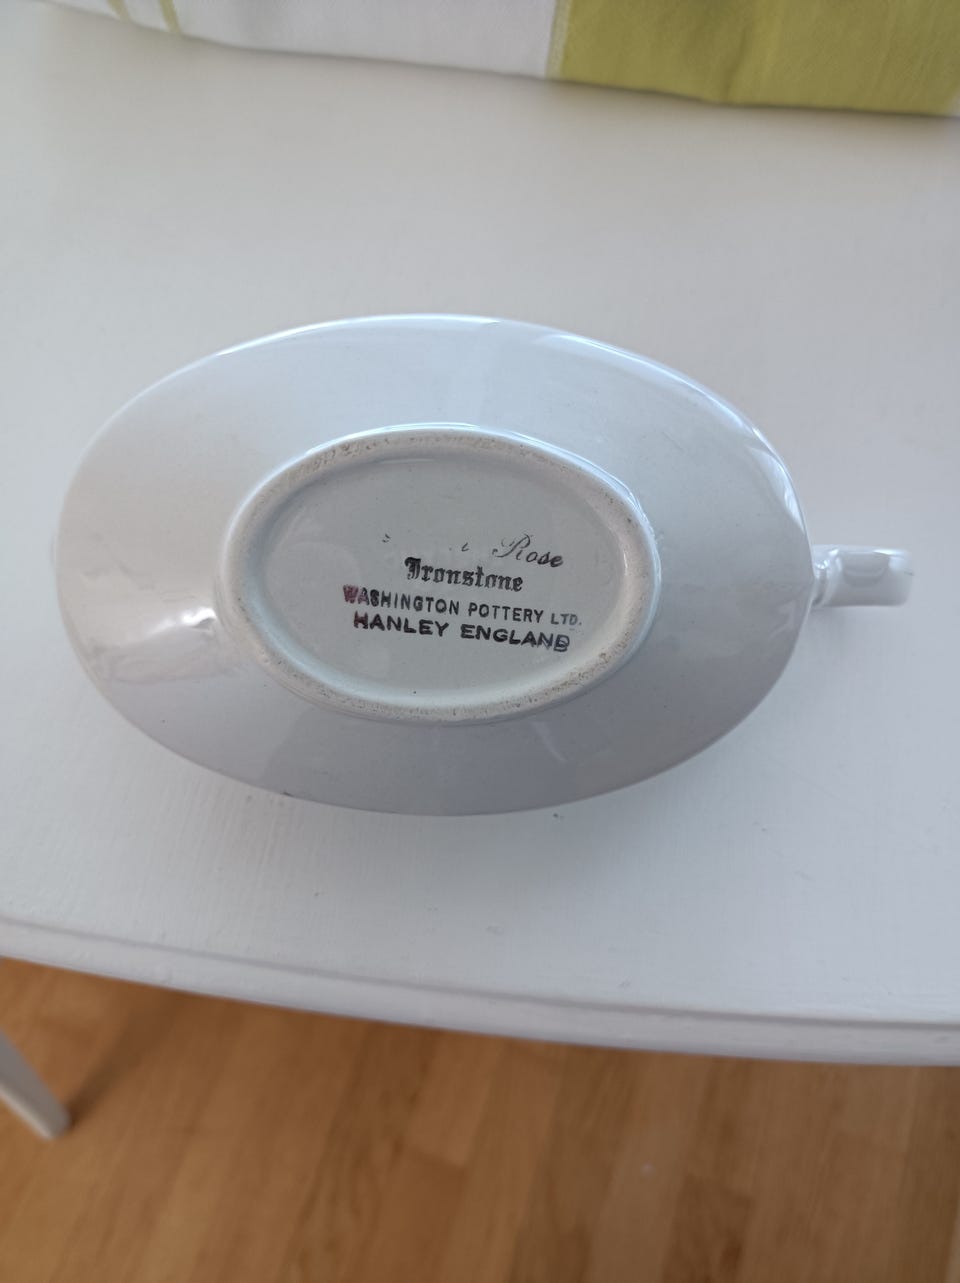 Rose
Ironstone
WASHINGTON POTTERY LTD.
HANLEY ENGLAND